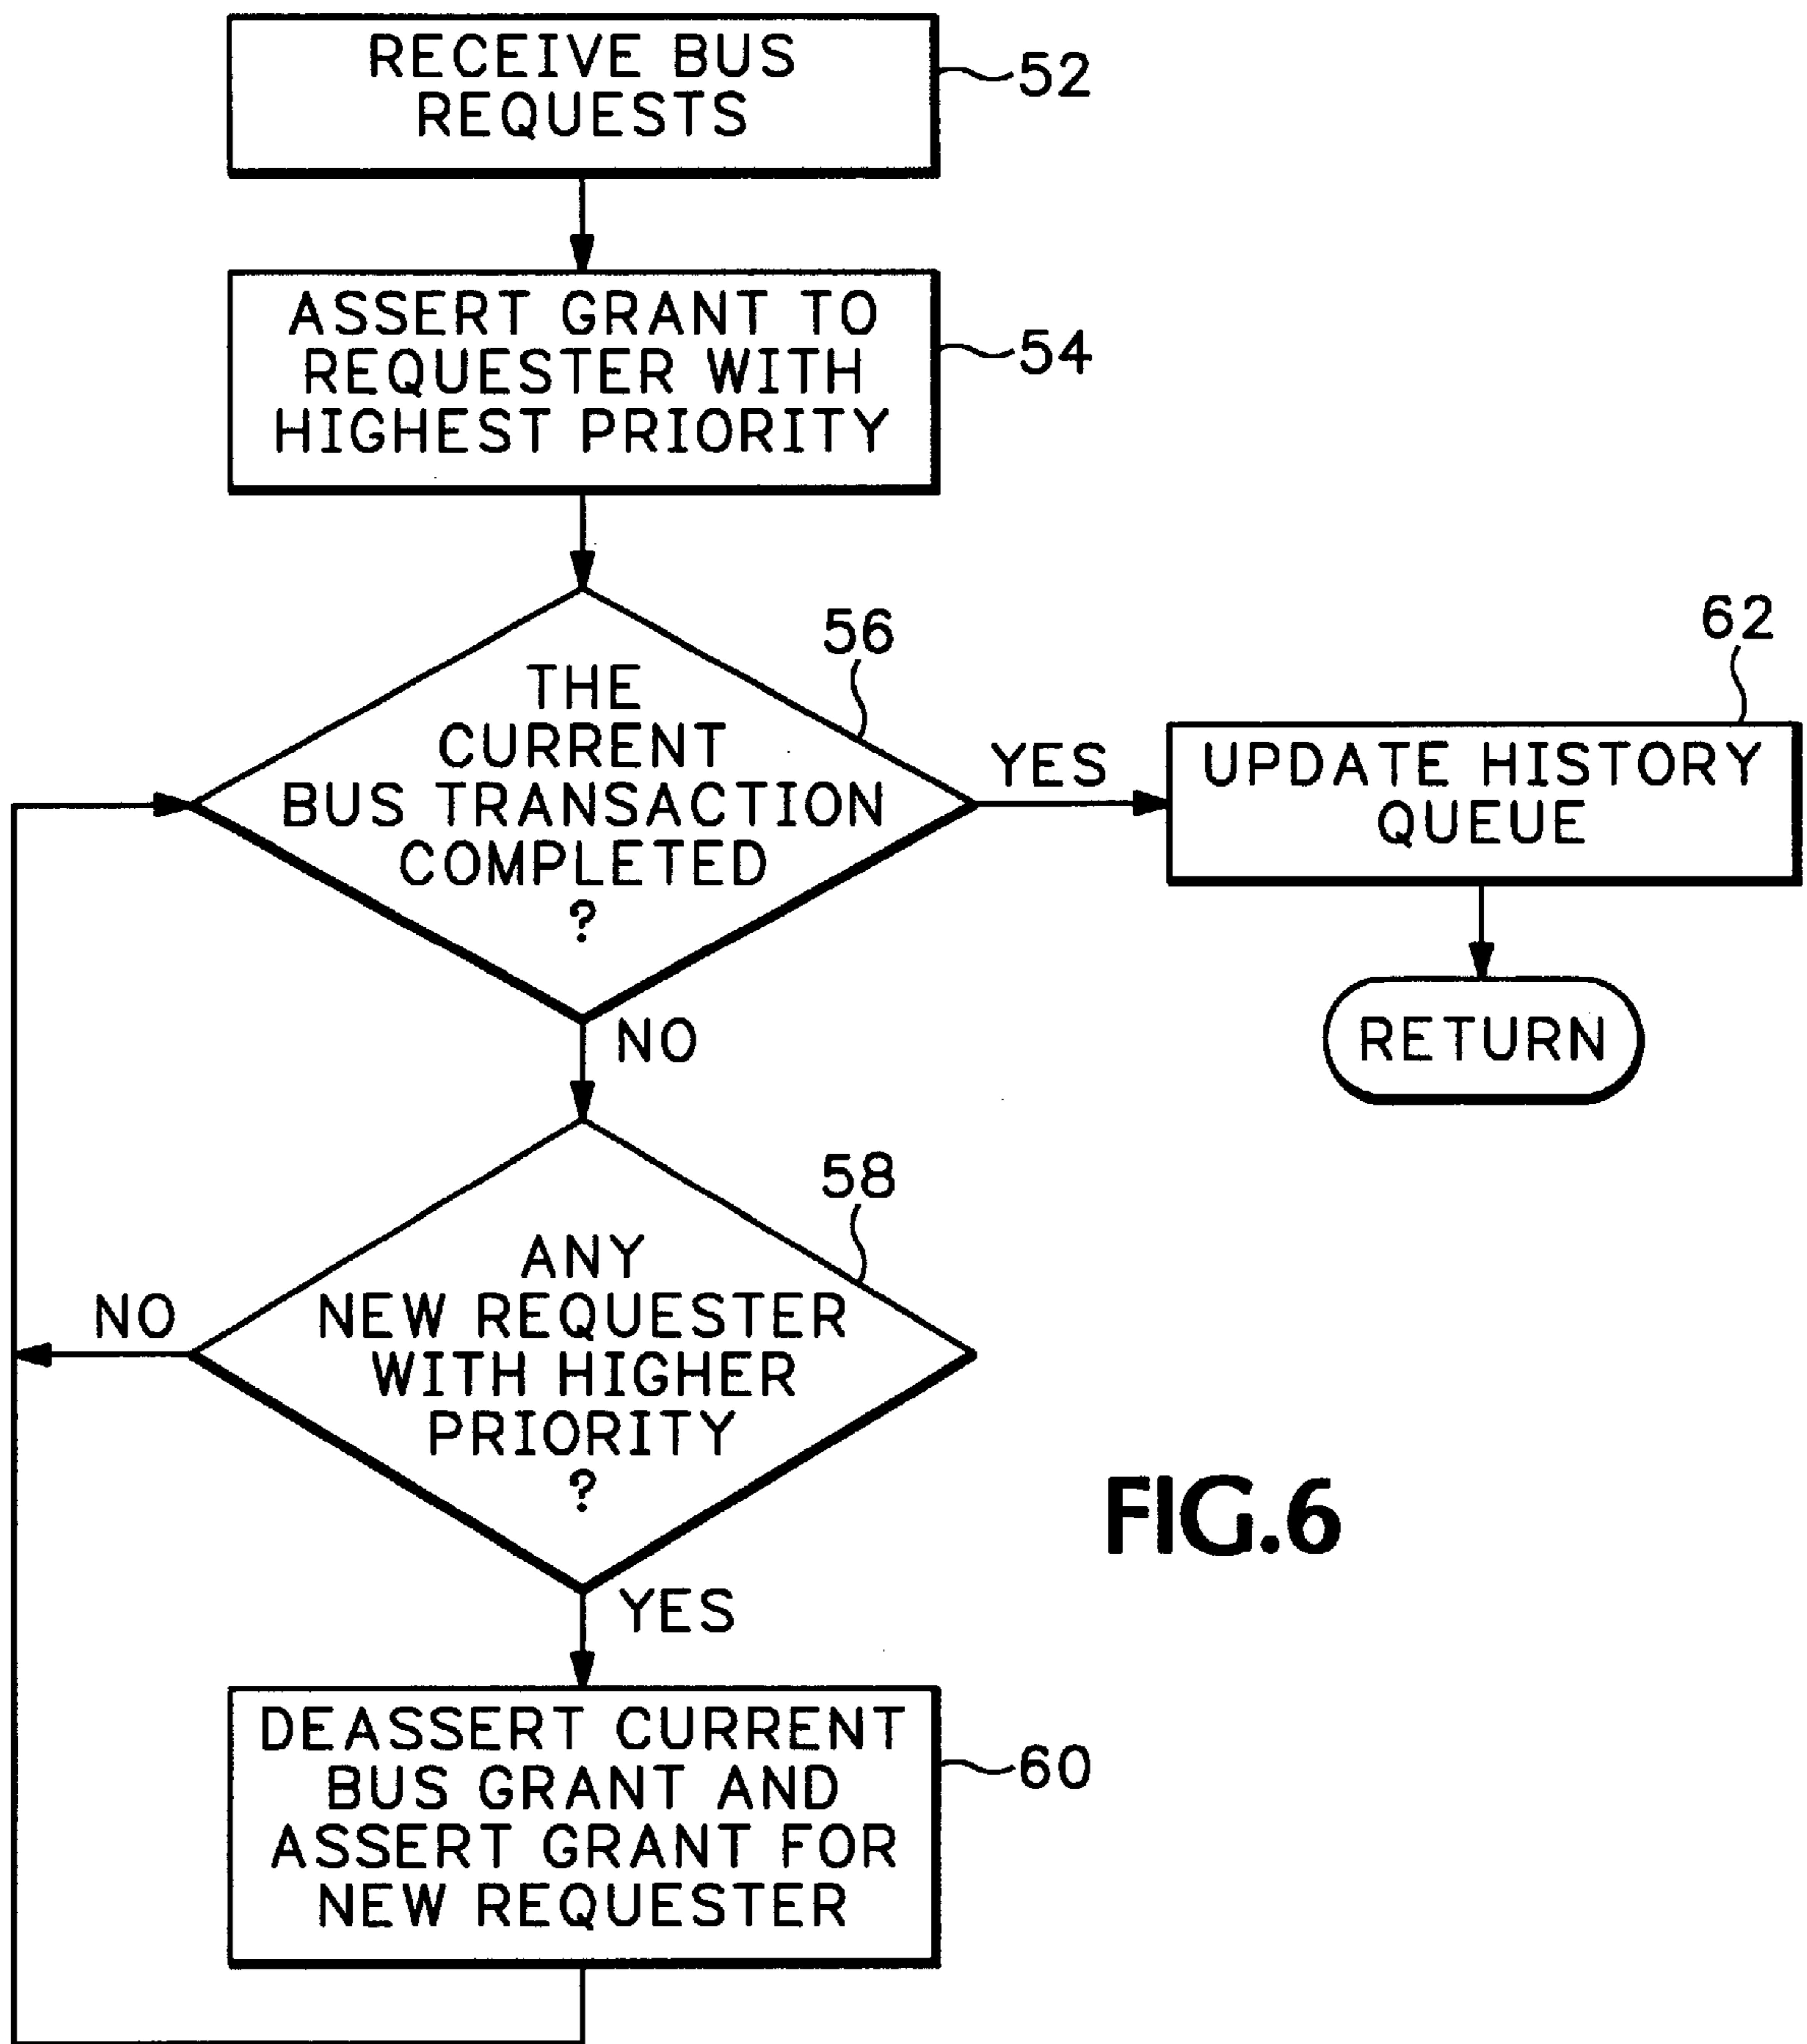 RECEIVE BUS
REQUESTS
52
ASSERT GRANT TO
REQUESTER WITH
HIGHEST PRIORITY
54
THE
CURRENT
BUS TRANSACTION
COMPLETED
?
56
YES
UPDATE HISTORY
QUEUE
62
RETURN
NO
ANY
NEW REQUESTER
WITH HIGHER
PRIORITY
?
58
NO
YES
DEASSERT CURRENT
BUS GRANT AND
ASSERT GRANT FOR
NEW REQUESTER
60
FIG.6